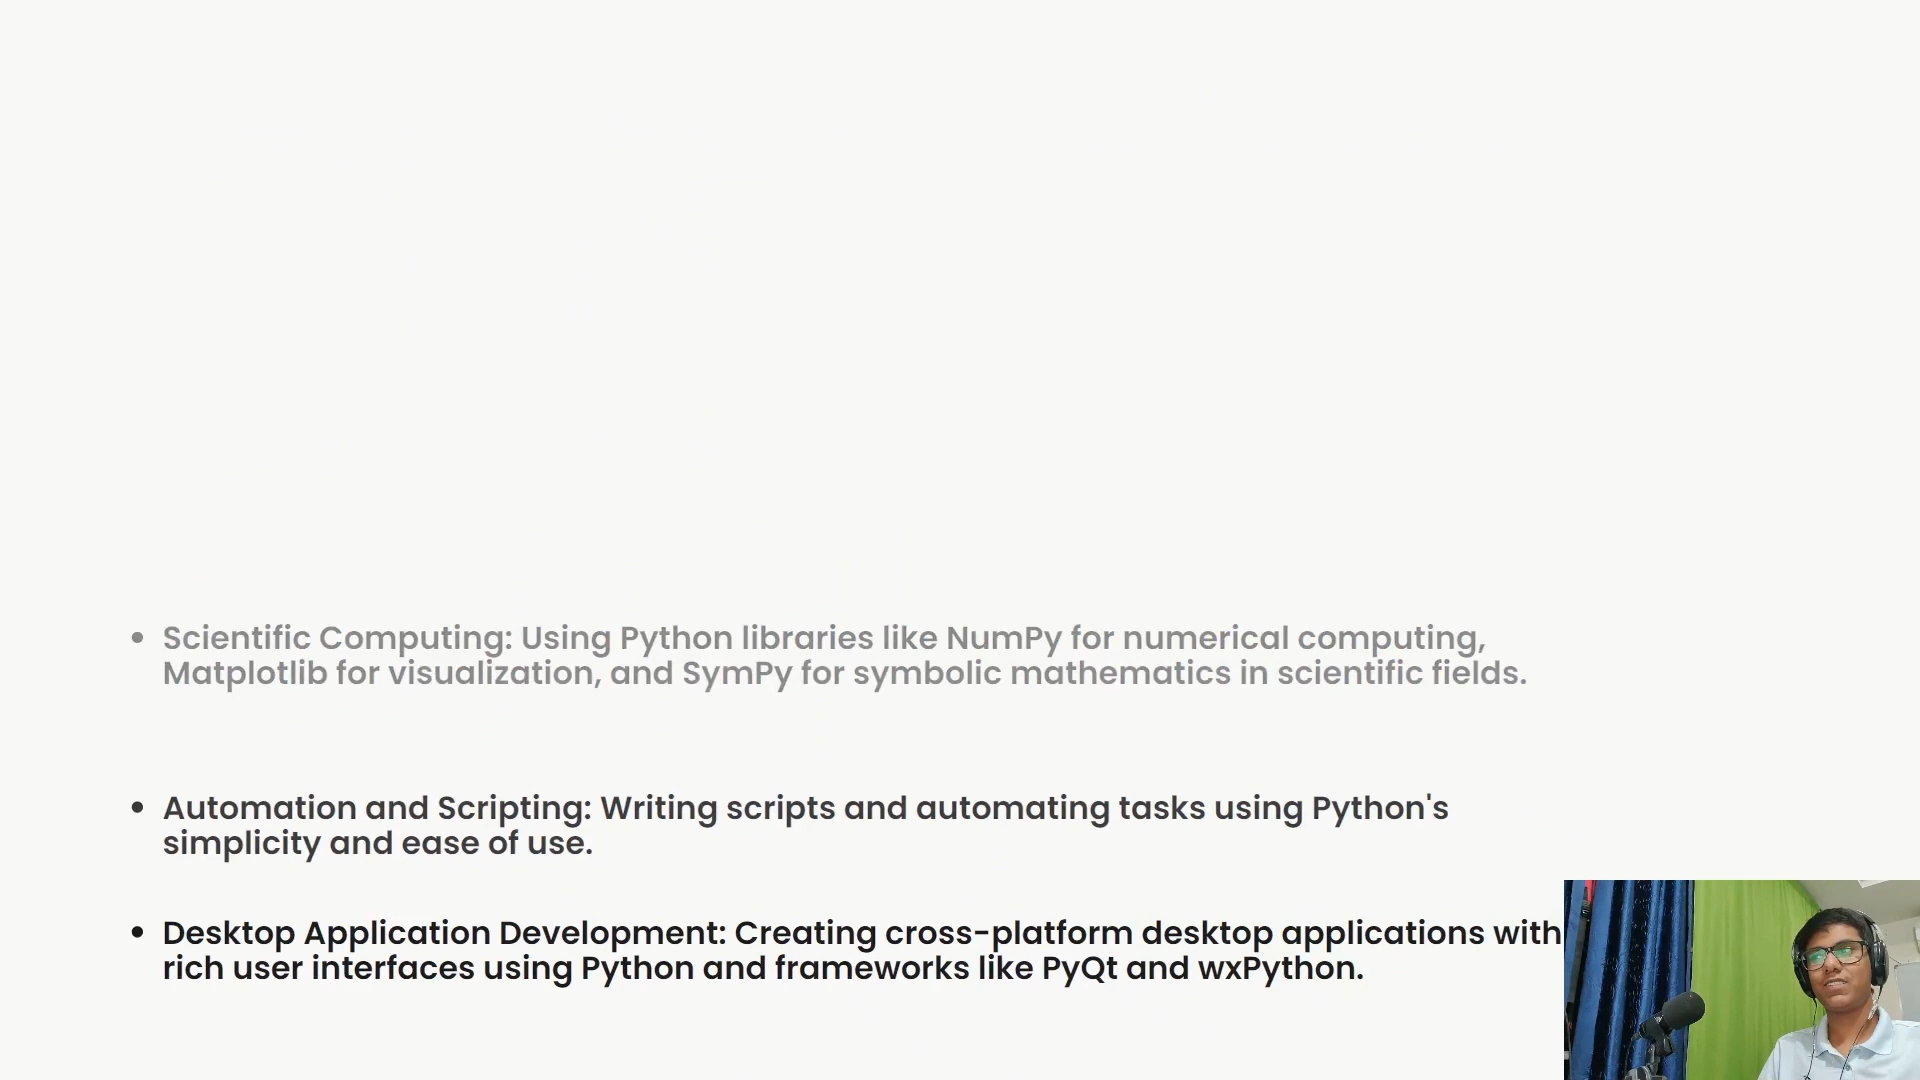 • Scientific Computing: Using Python libraries like NumPy for numerical computing,
Matplotlib for visualization, and SymPy for symbolic mathematics in scientific fields.
• Automation and Scripting: Writing scripts and automating tasks using Python's
simplicity and ease of use.
• Desktop Application Development: Creating cross-platform desktop applications with
rich user interfaces using Python and frameworks like PyQt and wxPython.